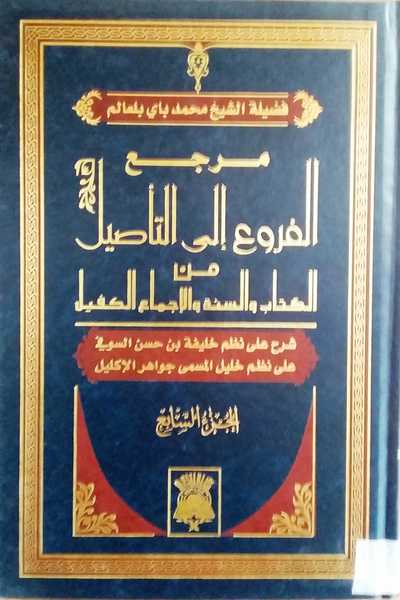 فضيلة الشيخ محمد باي بلعالم
مرجع
الفروع إلى التأصيل
من
الكتاب والسنة والإجماع الكفيل
شرح على نظم خليفة بن حسن السوفي
على نظم خليل المسمى جواهر الإكليل
الجزء السابع